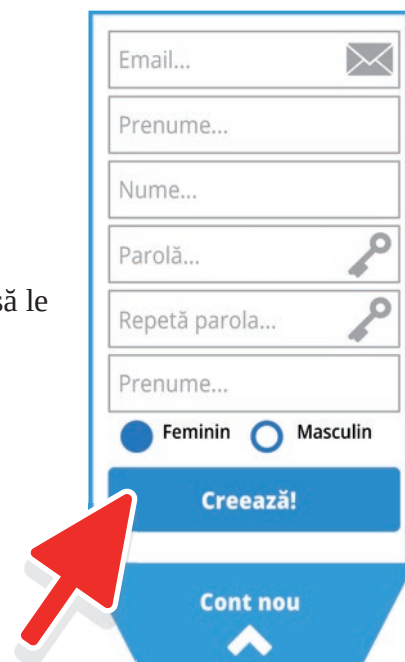 Email...
Prenume...
Nume...
Parolă...
să le
Repetă parola...
Prenume...
Feminin Masculin
Creează!
Cont nou